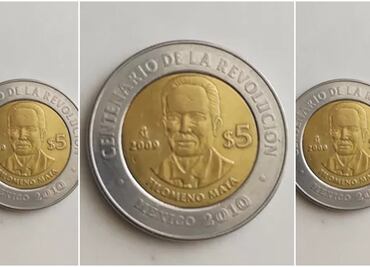 CENTENARIO DE LA REVOLUCIÓN
2009
$5
FILOMENO MATA
MÉXICO 2010